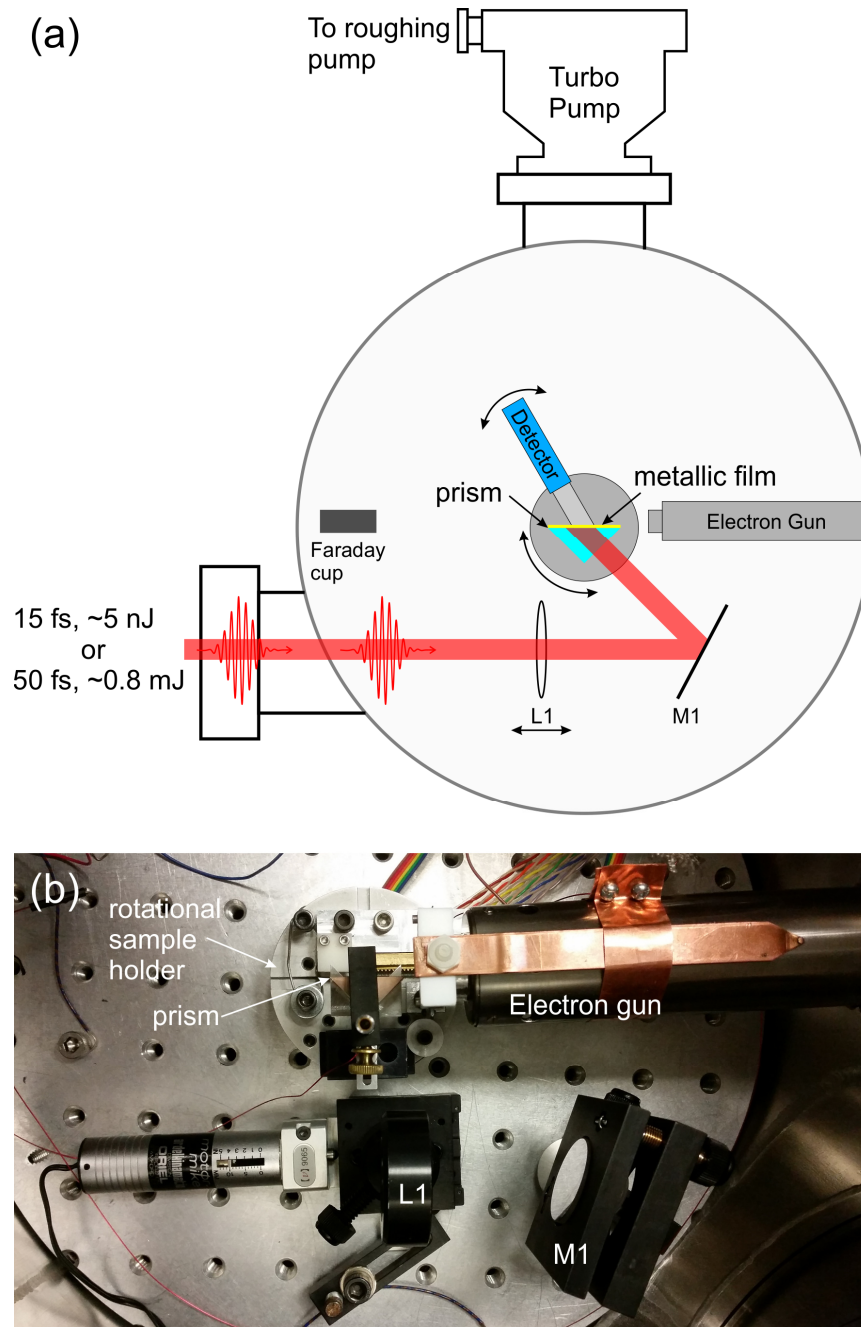 (a)
To roughing
pump
Turbo
Pump
Detector
prism
metallic film
Electron Gun
Faraday
cup
15 fs, ~5 nJ
or
50 fs, ~0.8 mJ
L1
M1
(b)
rotational
sample
holder
prism
Electron gun
L1
M1